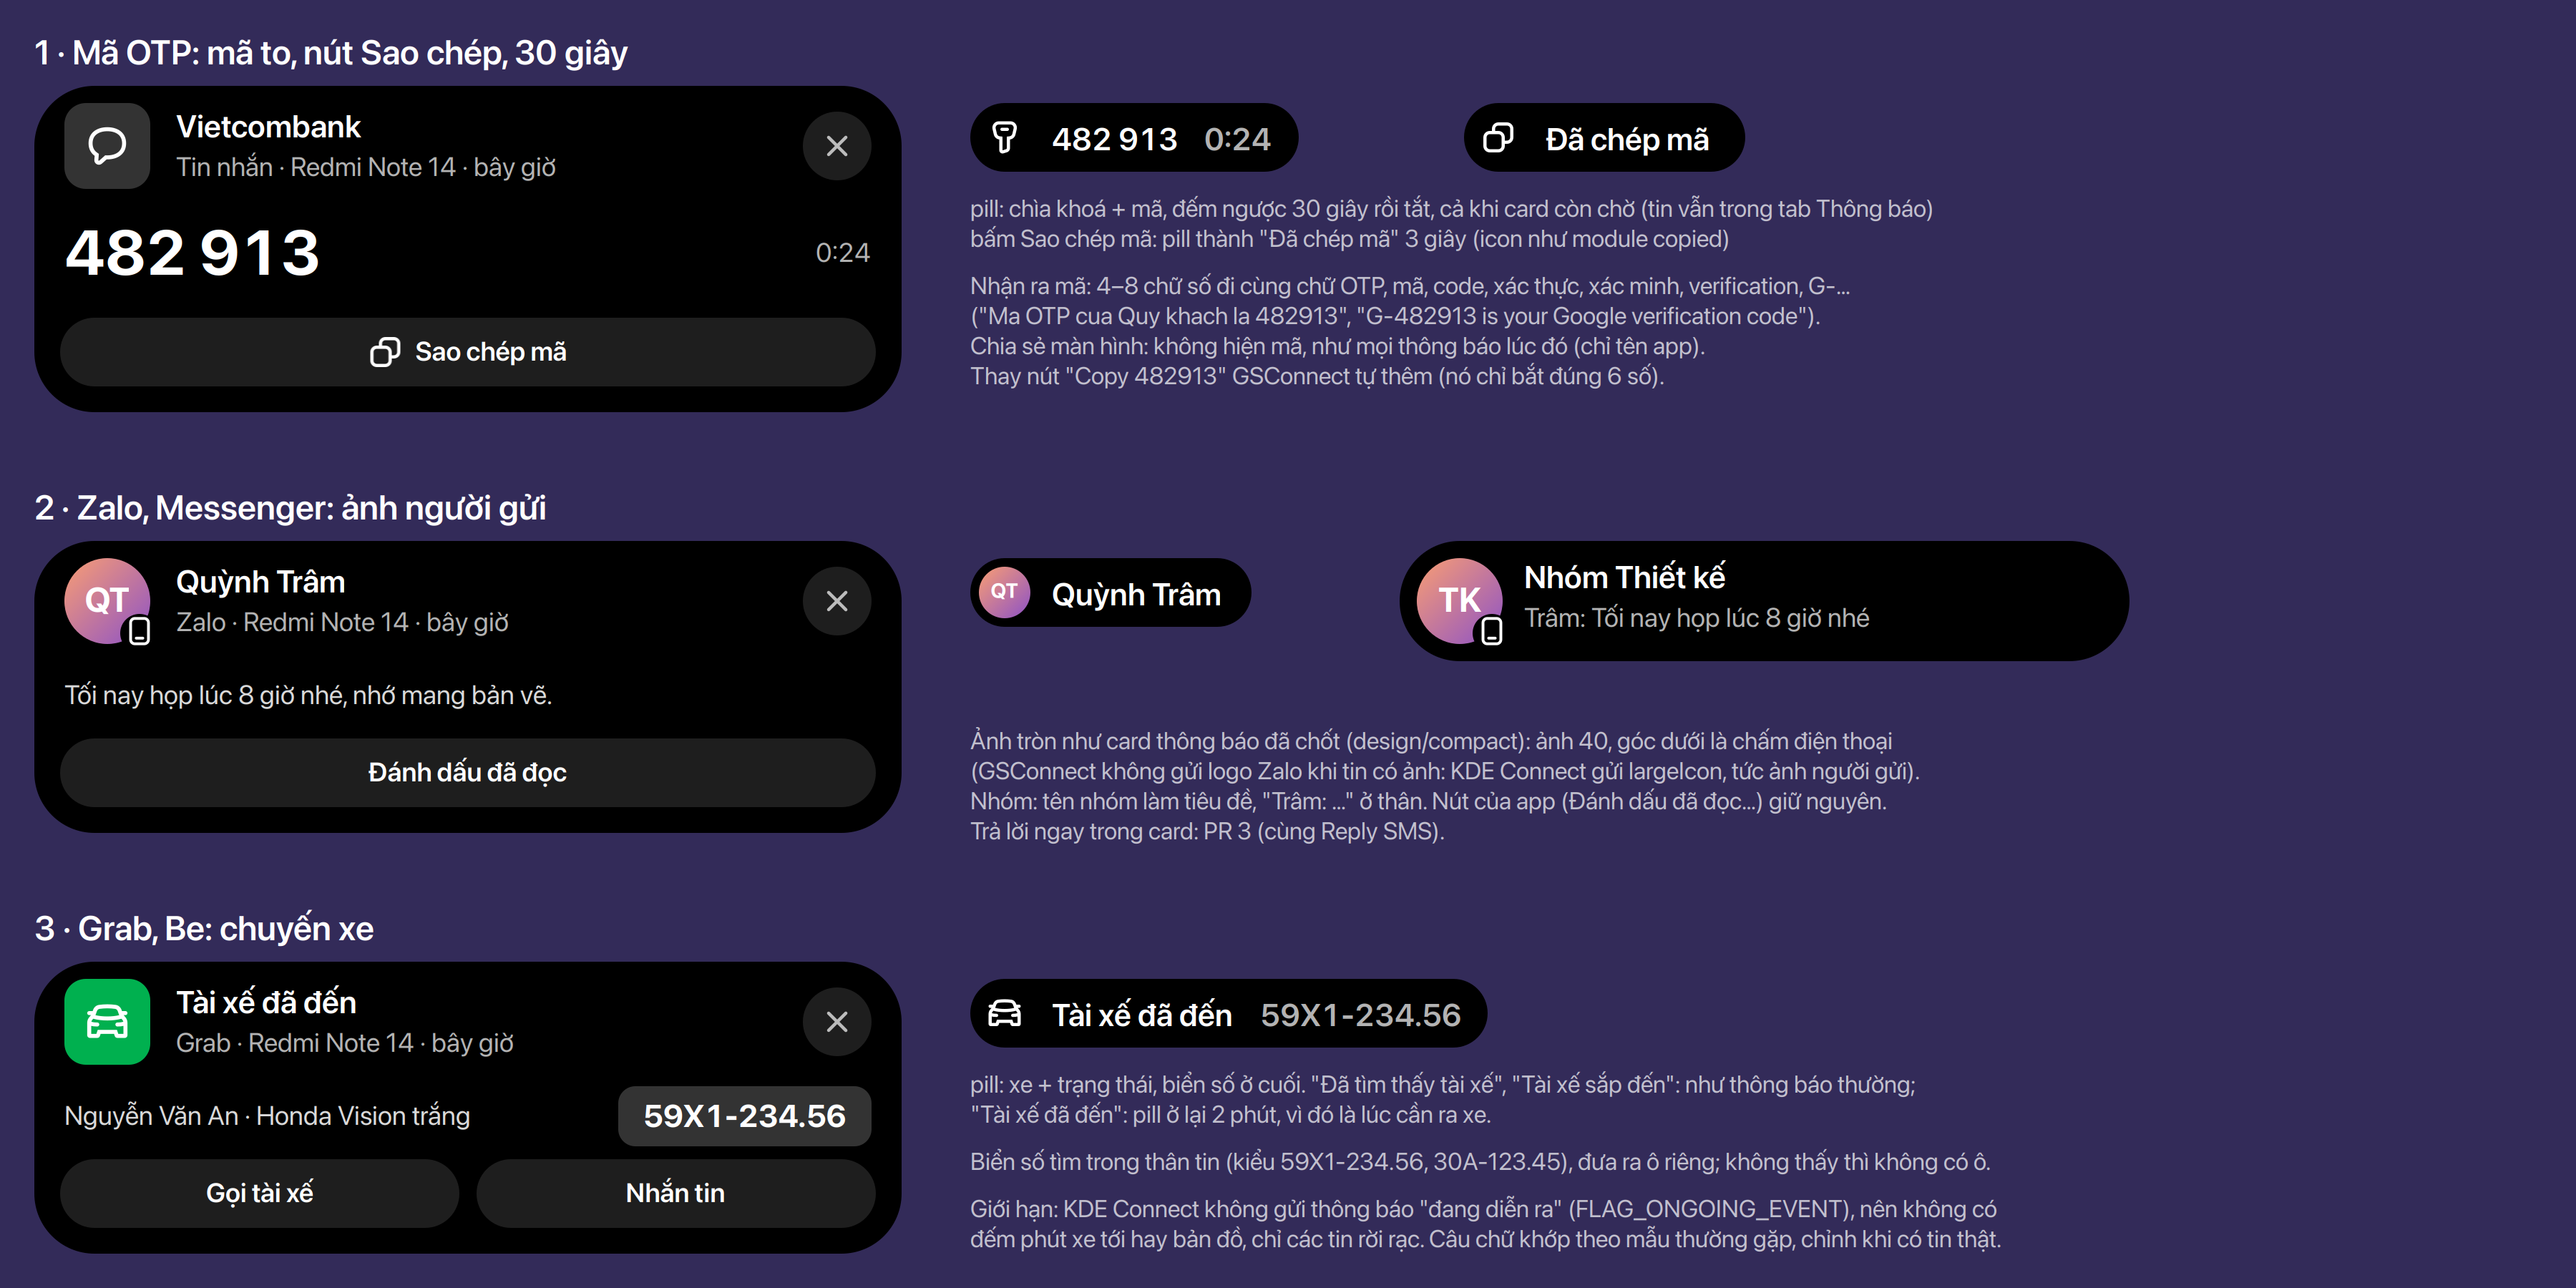 1 · Mã OTP: mã to, nút Sao chép, 30 giây
Vietcombank
Tin nhắn · Redmi Note 14 · bây giờ
482 913
0:24
Sao chép mã
482 913 0:24
Đã chép mã
pill: chìa khoá + mã, đếm ngược 30 giây rồi tắt, cả khi card còn chờ (tin vẫn trong tab Thông báo)
bấm Sao chép mã: pill thành "Đã chép mã" 3 giây (icon như module copied)
Nhận ra mã: 4–8 chữ số đi cùng chữ OTP, mã, code, xác thực, xác minh, verification, G-...
("Ma OTP cua Quy khach la 482913", "G-482913 is your Google verification code").
Chia sẻ màn hình: không hiện mã, như mọi thông báo lúc đó (chỉ tên app).
Thay nút "Copy 482913" GSConnect tự thêm (nó chỉ bắt đúng 6 số).
2 · Zalo, Messenger: ảnh người gửi
QT
Quỳnh Trâm
Zalo · Redmi Note 14 · bây giờ
Tối nay họp lúc 8 giờ nhé, nhớ mang bản vẽ.
Đánh dấu đã đọc
QT
Quỳnh Trâm
TK
Nhóm Thiết kế
Trâm: Tối nay họp lúc 8 giờ nhé
Ảnh tròn như card thông báo đã chốt (design/compact): ảnh 40, góc dưới là chấm điện thoại
(GSConnect không gửi logo Zalo khi tin có ảnh: KDE Connect gửi largeIcon, tức ảnh người gửi).
Nhóm: tên nhóm làm tiêu đề, "Trâm: ..." ở thân. Nút của app (Đánh dấu đã đọc...) giữ nguyên.
Trả lời ngay trong card: PR 3 (cùng Reply SMS).
3 · Grab, Be: chuyến xe
Tài xế đã đến
Grab · Redmi Note 14 · bây giờ
Nguyễn Văn An · Honda Vision trắng
59X1-234.56
Gọi tài xế
Nhắn tin
Tài xế đã đến 59X1-234.56
pill: xe + trạng thái, biển số ở cuối. "Đã tìm thấy tài xế", "Tài xế sắp đến": như thông báo thường;
"Tài xế đã đến": pill ở lại 2 phút, vì đó là lúc cần ra xe.
Biển số tìm trong thân tin (kiểu 59X1-234.56, 30A-123.45), đưa ra ô riêng; không thấy thì không có ô.
Giới hạn: KDE Connect không gửi thông báo "đang diễn ra" (FLAG_ONGOING_EVENT), nên không có
đếm phút xe tới hay bản đồ, chỉ các tin rời rạc. Câu chữ khớp theo mẫu thường gặp, chỉnh khi có tin thật.